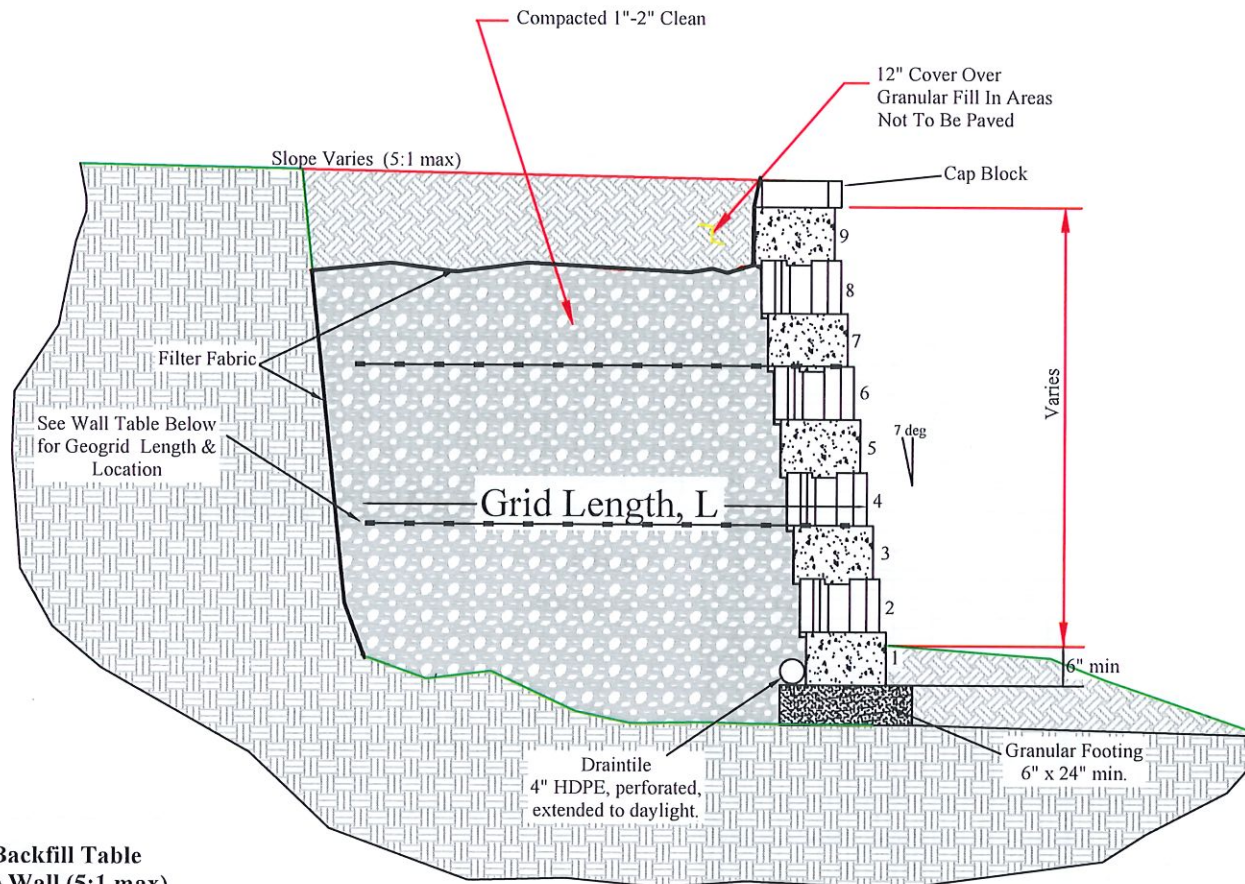 Compacted 1"-2" Clean
12" Cover Over
Granular Fill In Areas
Not To Be Paved
Slope Varies (5:1 max)
Cap Block
9
8
7
Filter Fabric
6
Varies
See Wall Table Below
for Geogrid Length &
Location
5
7 deg
Grid Length, L
4
3
2
1
6" min
Draintile
4" HDPE, perforated,
extended to daylight.
Granular Footing
6" x 24" min.
Backfill Table
Wall (5:1 max)